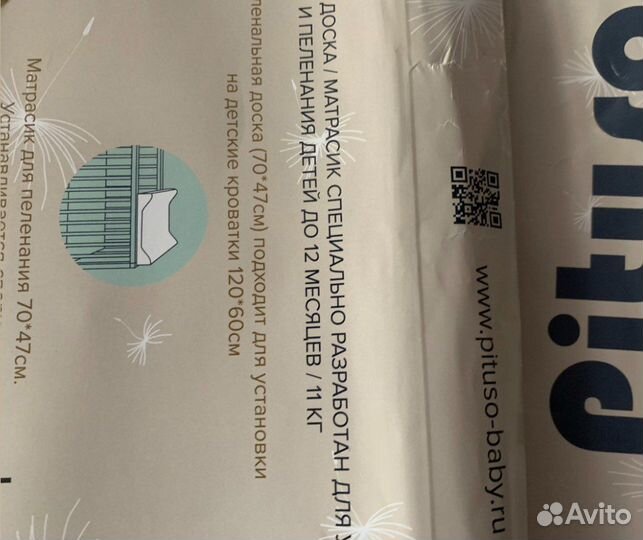 pituso
www.pituso-baby.ru
ДОСКА / МАТРАСИК СПЕЦИАЛЬНО РАЗРАБОТАН ДЛЯ У
И ПЕЛЕНАНИЯ ДЕТЕЙ ДО 12 МЕСЯЦЕВ / 11 КГ
пенальная доска (70*47см) подходит для установки
на детские кроватки 120*60см
Матрасик для пеленания 70*47см.
Avito